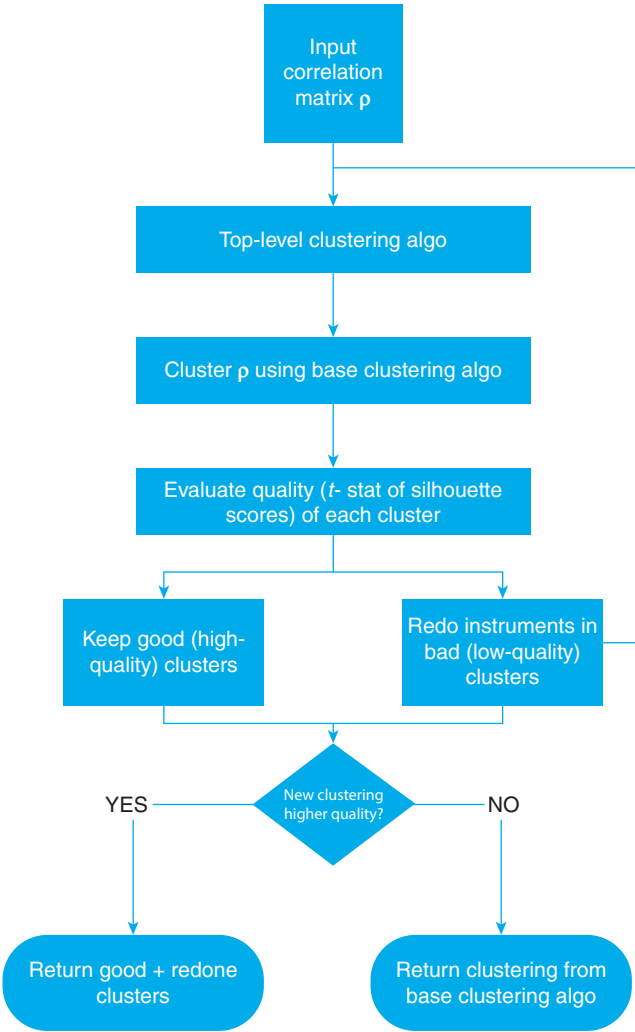 Input
correlation
matrix ρ
Top-level clustering algo
Cluster ρ using base clustering algo
Evaluate quality (t- stat of silhouette
scores) of each cluster
Keep good (high-
quality) clusters
Redo instruments in
bad (low-quality)
clusters
New clustering
higher quality?
YES
NO
Return good + redone
clusters
Return clustering from
base clustering algo